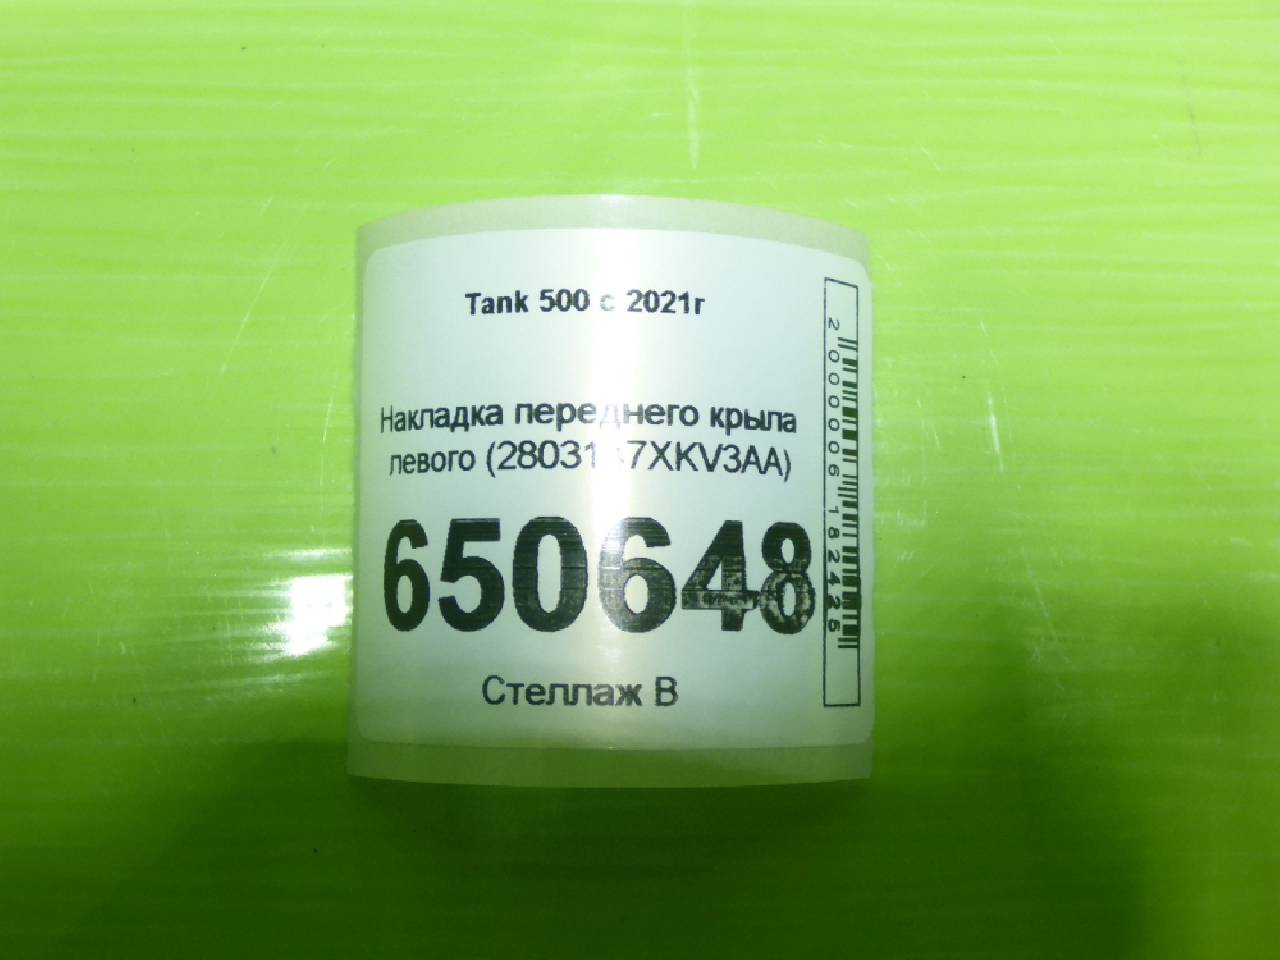 Tank 500 с 2021г
Накладка переднего крыла
левого
650648
Стеллаж В
2000006182426